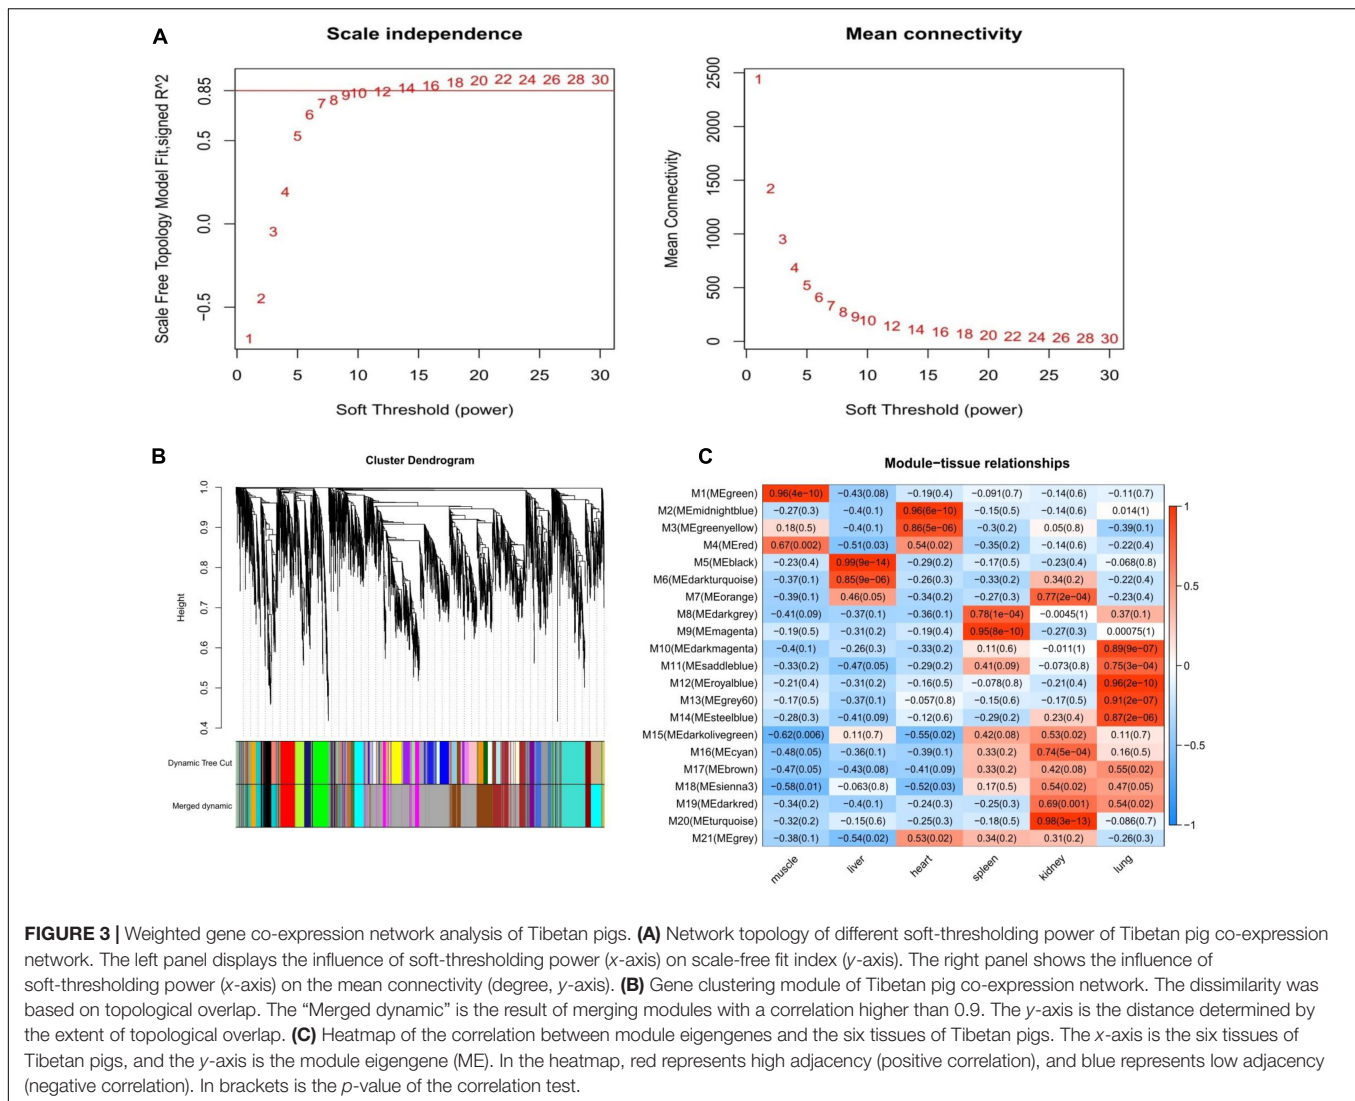 A
Scale independence
Scale Free Topology Model Fit,signed R^2
0.85
0.5
0.0
−0.5
1 2 3 4 5 6 7 8 9 10 12 14 16 18 20 22 24 26 28 30
0 5 10 15 20 25 30
Soft Threshold (power)
Mean connectivity
Mean Connectivity
2500
2000
1500
1000
500
0
1 2 3 4 5 6 7 8 9 10 12 14 16 18 20 22 24 26 28 30
0 5 10 15 20 25 30
Soft Threshold (power)
B
Cluster Dendrogram
Height
1.0
0.9
0.8
0.7
0.6
0.5
0.4
Dynamic Tree Cut
Merged dynamic
C
Module−tissue relationships
M1(MEgreen) 0.96(4e−10) −0.43(0.08) −0.19(0.4) −0.091(0.7) −0.14(0.6) −0.11(0.7)
M2(MEmidnightblue) −0.27(0.3) −0.4(0.1) 0.96(6e−10) −0.15(0.5) −0.14(0.6) 0.014(1)
M3(MEgreenyellow) 0.18(0.5) −0.4(0.1) 0.86(5e−06) −0.3(0.2) 0.05(0.8) −0.39(0.1)
M4(MEred) 0.67(0.002) −0.51(0.03) 0.54(0.02) −0.35(0.2) −0.14(0.6) −0.22(0.4)
M5(MEblack) −0.23(0.4) 0.99(9e−14) −0.29(0.2) −0.17(0.5) −0.23(0.4) −0.068(0.8)
M6(MEdarkturquoise) −0.37(0.1) 0.85(9e−06) −0.26(0.3) −0.33(0.2) 0.34(0.2) −0.22(0.4)
M7(MEorange) −0.39(0.1) 0.46(0.05) −0.34(0.2) −0.27(0.3) 0.77(2e−04) −0.23(0.4)
M8(MEdarkgrey) −0.41(0.09) −0.37(0.1) −0.36(0.1) 0.78(1e−04) −0.0045(1) 0.37(0.1)
M9(MEmagenta) −0.19(0.5) −0.31(0.2) −0.19(0.4) 0.95(8e−10) −0.27(0.3) 0.00075(1)
M10(MEdarkmagenta) −0.4(0.1) −0.26(0.3) −0.33(0.2) 0.11(0.6) −0.011(1) 0.89(9e−07)
M11(MEsaddleblue) −0.33(0.2) −0.47(0.05) −0.29(0.2) 0.41(0.09) −0.073(0.8) 0.75(3e−04)
M12(MEroyalblue) −0.21(0.4) −0.31(0.2) −0.16(0.5) −0.078(0.8) −0.21(0.4) 0.96(2e−10)
M13(MEgrey60) −0.17(0.5) −0.37(0.1) −0.057(0.8) −0.15(0.6) −0.17(0.5) 0.91(2e−07)
M14(MEsteelblue) −0.28(0.3) −0.41(0.09) −0.12(0.6) −0.29(0.2) 0.23(0.4) 0.87(2e−06)
M15(MEdarkolivegreen) −0.62(0.006) 0.11(0.7) −0.55(0.02) 0.42(0.08) 0.53(0.02) 0.11(0.7)
M16(MEcyan) −0.48(0.05) −0.36(0.1) −0.39(0.1) 0.33(0.2) 0.74(5e−04) 0.16(0.5)
M17(MEbrown) −0.47(0.05) −0.43(0.08) −0.41(0.09) 0.33(0.2) 0.42(0.08) 0.55(0.02)
M18(MEsienna3) −0.58(0.01) −0.063(0.8) −0.52(0.03) 0.17(0.5) 0.54(0.02) 0.47(0.05)
M19(MEdarkred) −0.34(0.2) −0.4(0.1) −0.24(0.3) −0.25(0.3) 0.69(0.001) 0.54(0.02)
M20(MEturquoise) −0.32(0.2) −0.15(0.6) −0.25(0.3) −0.18(0.5) 0.98(3e−13) −0.086(0.7)
M21(MEgrey) −0.38(0.1) −0.54(0.02) 0.53(0.02) 0.34(0.2) 0.31(0.2) −0.26(0.3)
muscle liver heart spleen kidney lung
1
0.5
0
−0.5
−1
FIGURE 3 | Weighted gene co-expression network analysis of Tibetan pigs. (A) Network topology of different soft-thresholding power of Tibetan pig co-expression
network. The left panel displays the influence of soft-thresholding power (x-axis) on scale-free fit index (y-axis). The right panel shows the influence of
soft-thresholding power (x-axis) on the mean connectivity (degree, y-axis). (B) Gene clustering module of Tibetan pig co-expression network. The dissimilarity was
based on topological overlap. The “Merged dynamic” is the result of merging modules with a correlation higher than 0.9. The y-axis is the distance determined by
the extent of topological overlap. (C) Heatmap of the correlation between module eigengenes and the six tissues of Tibetan pigs. The x-axis is the six tissues of
Tibetan pigs, and the y-axis is the module eigengene (ME). In the heatmap, red represents high adjacency (positive correlation), and blue represents low adjacency
(negative correlation). In brackets is the p-value of the correlation test.